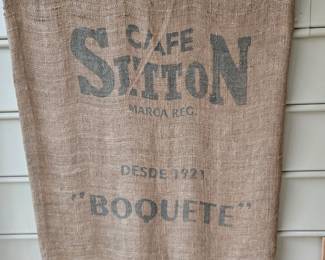 CAFE
SITTON
MARCA REG.
DESDE 1921
"BOQUETE"